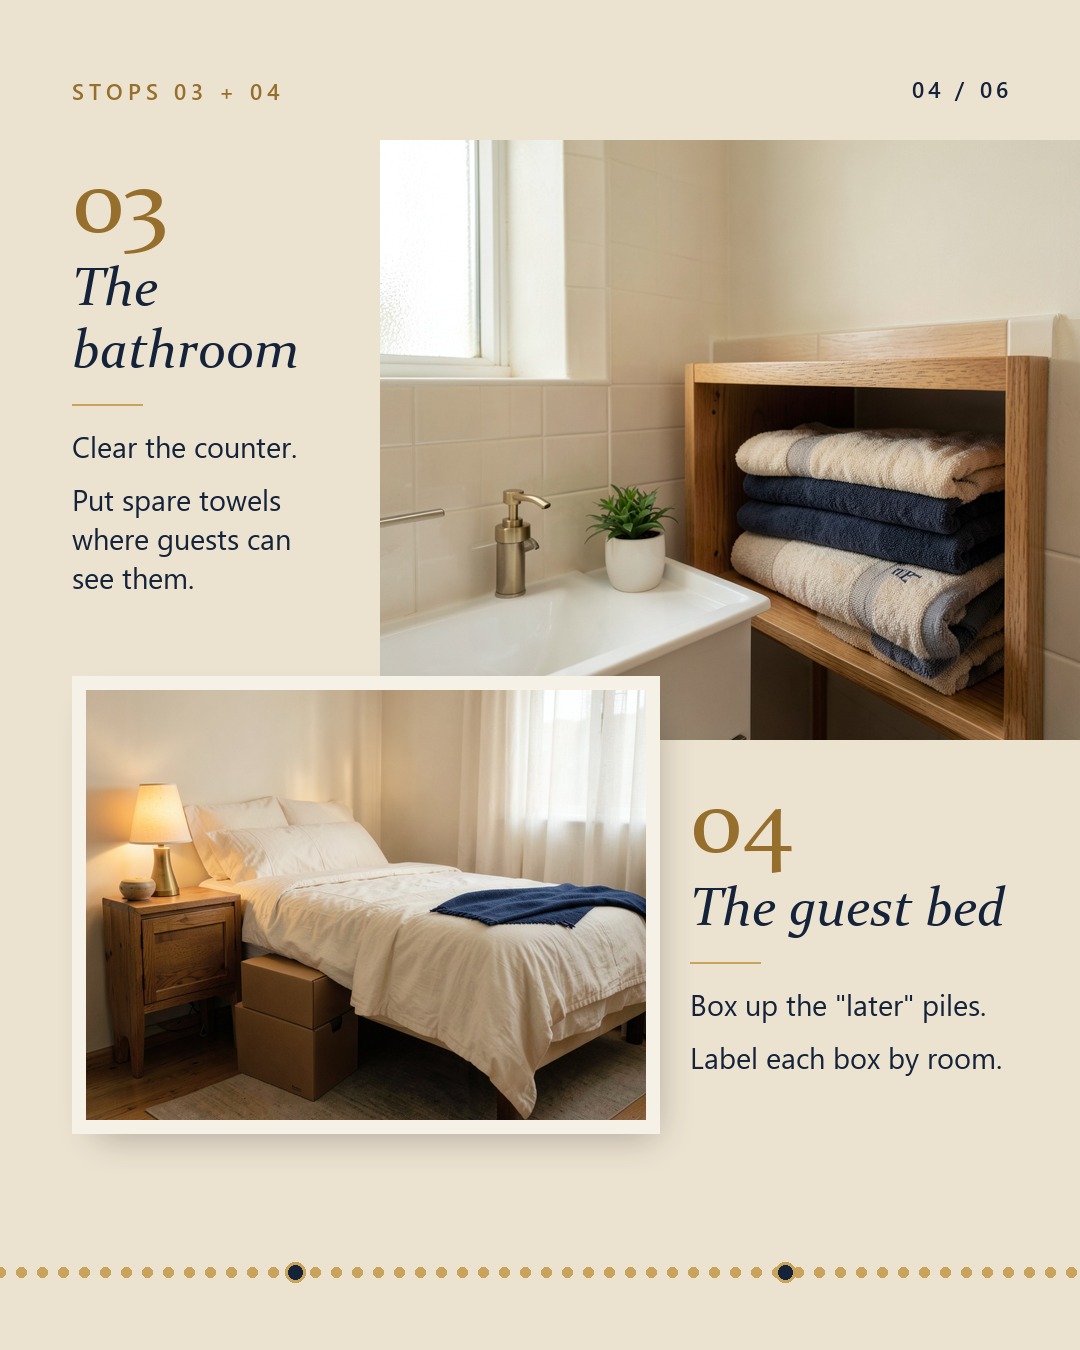 STOPS 03 + 04
04 / 06
03
The
bathroom
Clear the counter.
Put spare towels
where guests can
see them.
04
The guest bed
Box up the "later" piles.
Label each box by room.